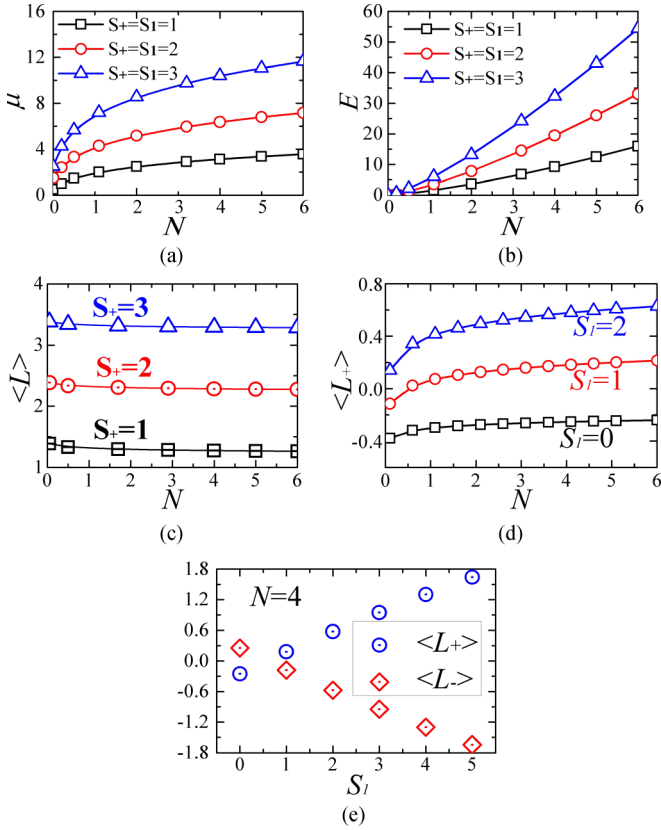 16
12
8
4
0
μ
S+=S1=1
S+=S1=2
S+=S1=3
0 1 2 3 4 5 6
N
(a)
60
50
40
30
20
10
0
E
S+=S1=1
S+=S1=2
S+=S1=3
0 1 2 3 4 5 6
N
(b)
4
3
2
1
<L>
S+=3
S+=2
S+=1
0 1 2 3 4 5 6
N
(c)
0.8
0.4
0.0
-0.4
<L+>
S1=2
S1=1
S1=0
0 1 2 3 4 5 6
N
(d)
1.8
1.2
0.6
0.0
-0.6
-1.2
-1.8
N=4
<L+>
<L->
0 1 2 3 4 5
S1
(e)